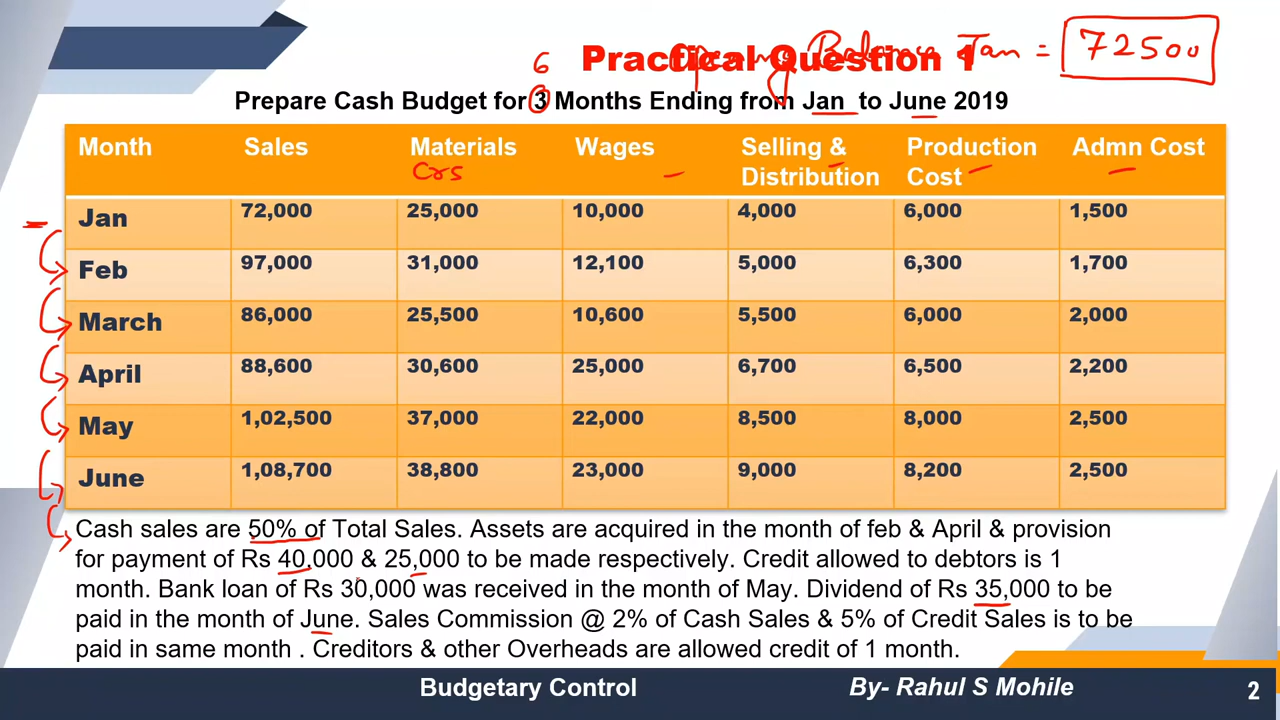 6 Practical Question 1 Opening Balance Jan = 72500
Prepare Cash Budget for 3 Months Ending from Jan to June 2019
Month Sales Materials Wages Selling & Distribution Production Cost Admn Cost
Crs
Jan 72,000 25,000 10,000 4,000 6,000 1,500
Feb 97,000 31,000 12,100 5,000 6,300 1,700
March 86,000 25,500 10,600 5,500 6,000 2,000
April 88,600 30,600 25,000 6,700 6,500 2,200
May 1,02,500 37,000 22,000 8,500 8,000 2,500
June 1,08,700 38,800 23,000 9,000 8,200 2,500
Cash sales are 50% of Total Sales. Assets are acquired in the month of feb & April & provision
for payment of Rs 40,000 & 25,000 to be made respectively. Credit allowed to debtors is 1
month. Bank loan of Rs 30,000 was received in the month of May. Dividend of Rs 35,000 to be
paid in the month of June. Sales Commission @ 2% of Cash Sales & 5% of Credit Sales is to be
paid in same month . Creditors & other Overheads are allowed credit of 1 month.
Budgetary Control By- Rahul S Mohile 2